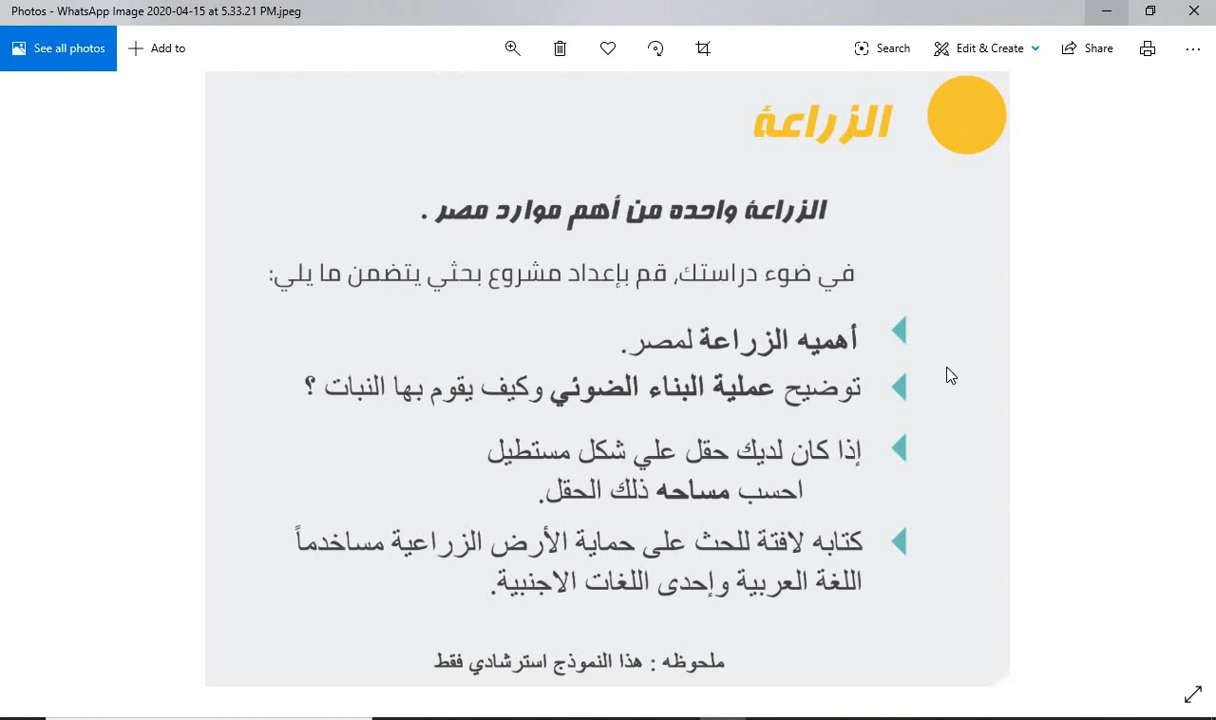 Photos - WhatsApp Image 2020-04-15 at 5.33.21 PM.jpeg
See all photos
Add to
Search
Edit & Create
Share
الزراعة
الزراعة واحده من أهم موارد مصر .
في ضوء دراستك، قم بإعداد مشروع بحثي يتضمن ما يلي:
أهميه الزراعة لمصر.
توضيح عملية البناء الضوئي وكيف يقوم بها النبات ؟
إذا كان لديك حقل علي شكل مستطيل
احسب مساحه ذلك الحقل.
كتابه لافتة للحث على حماية الأرض الزراعية مساخدماً
اللغة العربية وإحدى اللغات الاجنبية.
ملحوظه : هذا النموذج استرشادي فقط